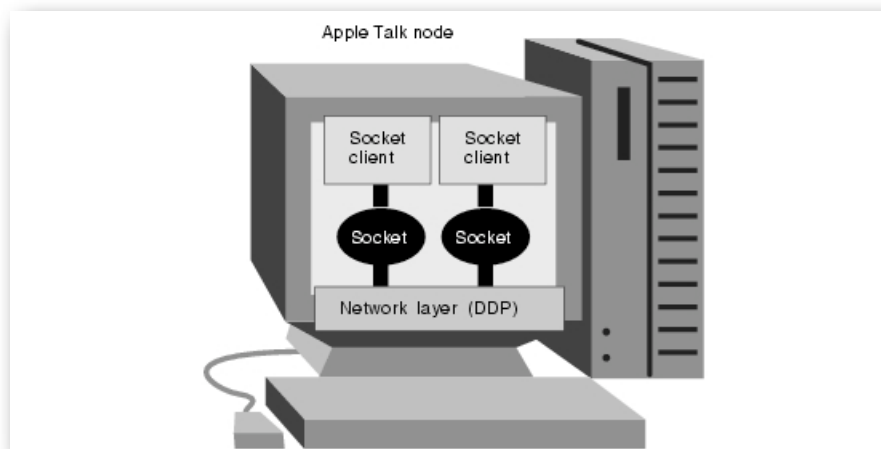 Apple Talk node
Socket client
Socket client
Socket
Socket
Network layer (DDP)